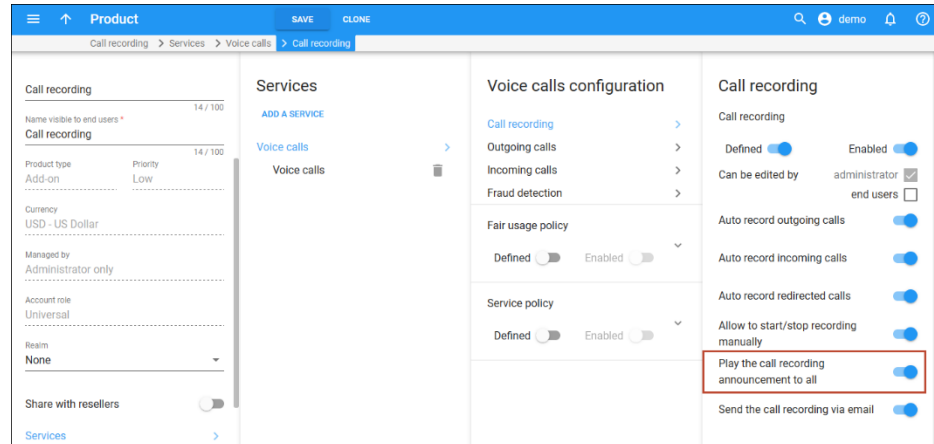 Product
SAVE
CLONE
demo
Call recording > Services > Voice calls > Call recording
Call recording
14 / 100
Name visible to end users *
Call recording
14 / 100
Product type
Add-on
Priority
Low
Currency
USD - US Dollar
Managed by
Administrator only
Account role
Universal
Realm
None
Share with resellers
Services
Services
ADD A SERVICE
Voice calls
Voice calls
Voice calls configuration
Call recording
Outgoing calls
Incoming calls
Fraud detection
Fair usage policy
Defined Enabled
Service policy
Defined Enabled
Call recording
Call recording
Defined Enabled
Can be edited by administrator
end users
Auto record outgoing calls
Auto record incoming calls
Auto record redirected calls
Allow to start/stop recording
manually
Play the call recording
announcement to all
Send the call recording via email